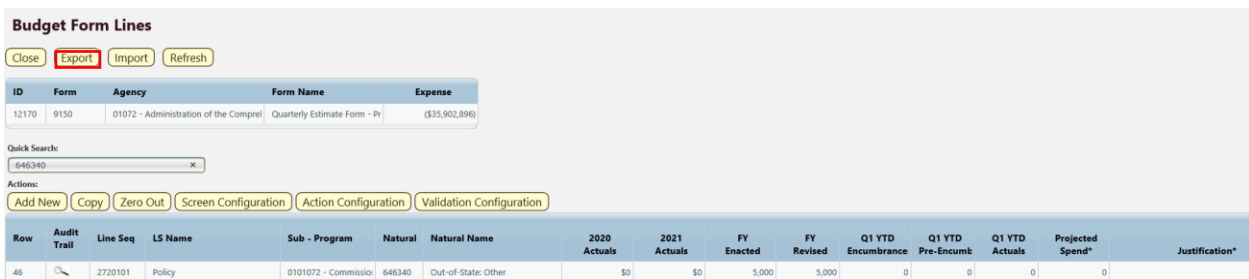 Budget Form Lines
Close Export Import Refresh
ID Form Agency Form Name Expense
12170 9150 01072 - Administration of the Comprel Quarterly Estimate Form - Pr ($35,902,896)
Quick Search:
646340 ×
Actions:
Add New Copy Zero Out Screen Configuration Action Configuration Validation Configuration
Row Audit Trail Line Seq LS Name Sub - Program Natural Natural Name 2020 Actuals 2021 Actuals FY Enacted FY Revised Q1 YTD Encumbrance Q1 YTD Pre-Encumb Q1 YTD Actuals Projected Spend* Justification*
46 2720101 Policy 0101072 - Commissio 646340 Out-of-State: Other $0 $0 5,000 5,000 0 0 0 0